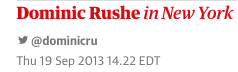 Dominic Rushe in New York
@dominicru
Thu 19 Sep 2013 14.22 EDT